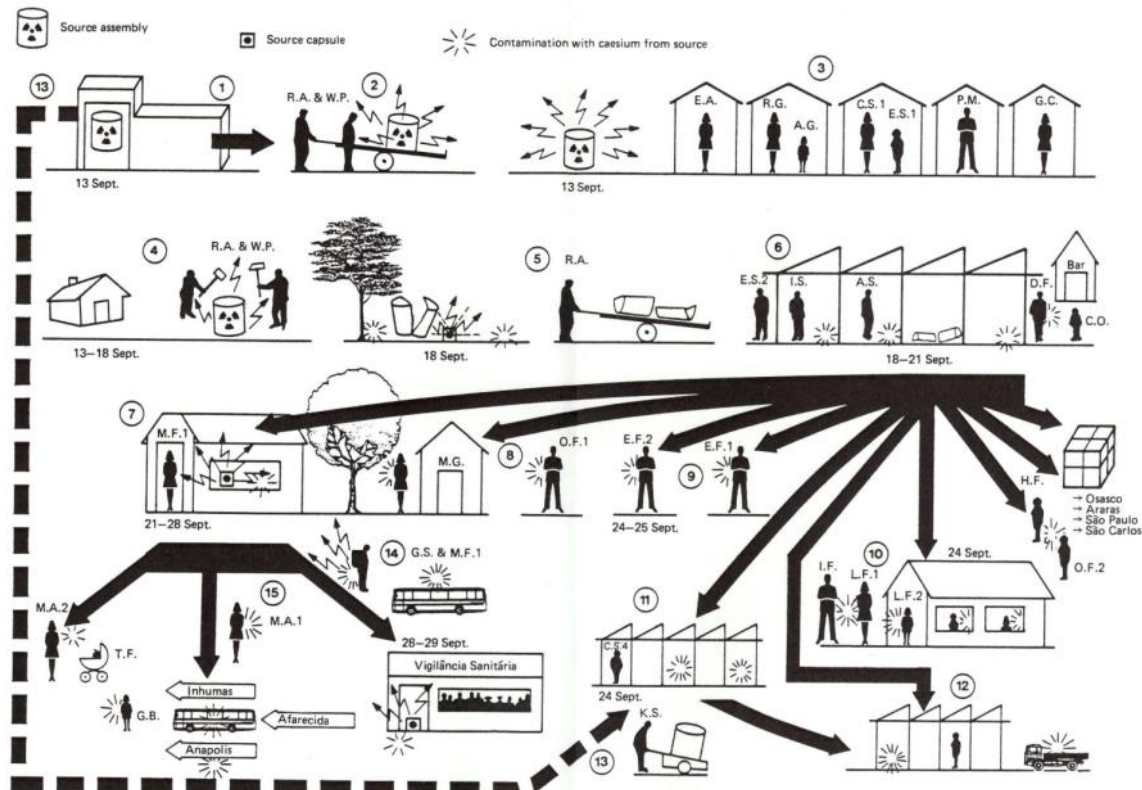 Source assembly
Source capsule
Contamination with caesium from source
13
1
2
3
R.A. & W.P.
E.A.
R.G.
A.G.
C.S.1
E.S.1
P.M.
G.C.
13 Sept.
13 Sept.
4
R.A. & W.P.
5
R.A.
6
E.S.2
I.S.
A.S.
D.F.
Bar
C.O.
13–18 Sept.
18 Sept.
18–21 Sept.
7
M.F.1
M.G.
8
O.F.1
E.F.2
9
E.F.1
21–28 Sept.
24–25 Sept.
H.F.
→ Osasco
→ Araras
→ São Paulo
→ São Carlos
O.F.2
10
24 Sept.
I.F.
L.F.1
L.F.2
14
G.S. & M.F.1
15
M.A.2
M.A.1
T.F.
28–29 Sept.
Vigilância Sanitária
G.B.
Inhumas
Afarecida
Anapolis
11
C.S.4
24 Sept.
12
13
K.S.